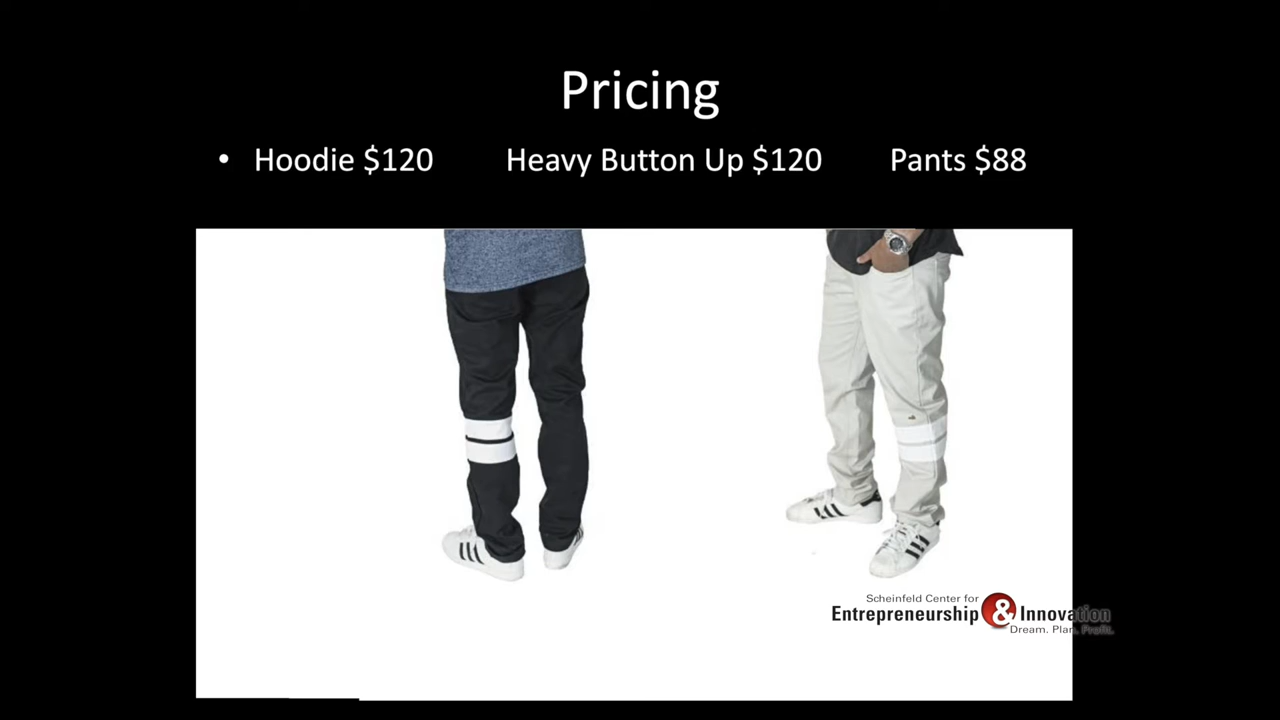 Pricing
• Hoodie $120 Heavy Button Up $120 Pants $88
Scheinfeld Center for
Entrepreneurship & Innovation
Dream. Plan. Profit.